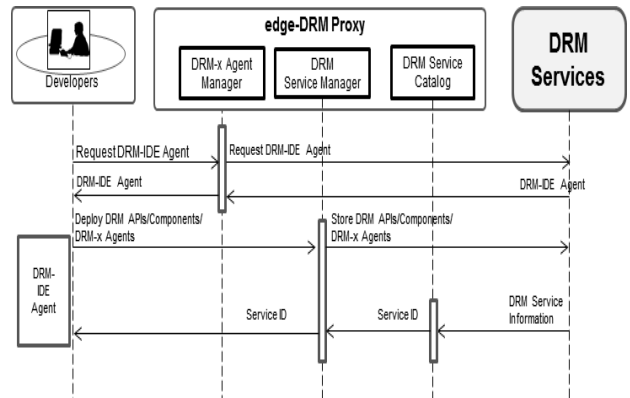 edge-DRM Proxy
Developers
DRM-x Agent
Manager
DRM
Service Manager
DRM Service
Catalog
DRM
Services
Request DRM-IDE Agent
Request DRM-IDE Agent
DRM-IDE Agent
DRM-IDE Agent
Deploy DRM APIs/Components/
DRM-x Agents
Store DRM APIs/Components/
DRM-x Agents
DRM-
IDE
Agent
Service ID
Service ID
DRM Service
Information